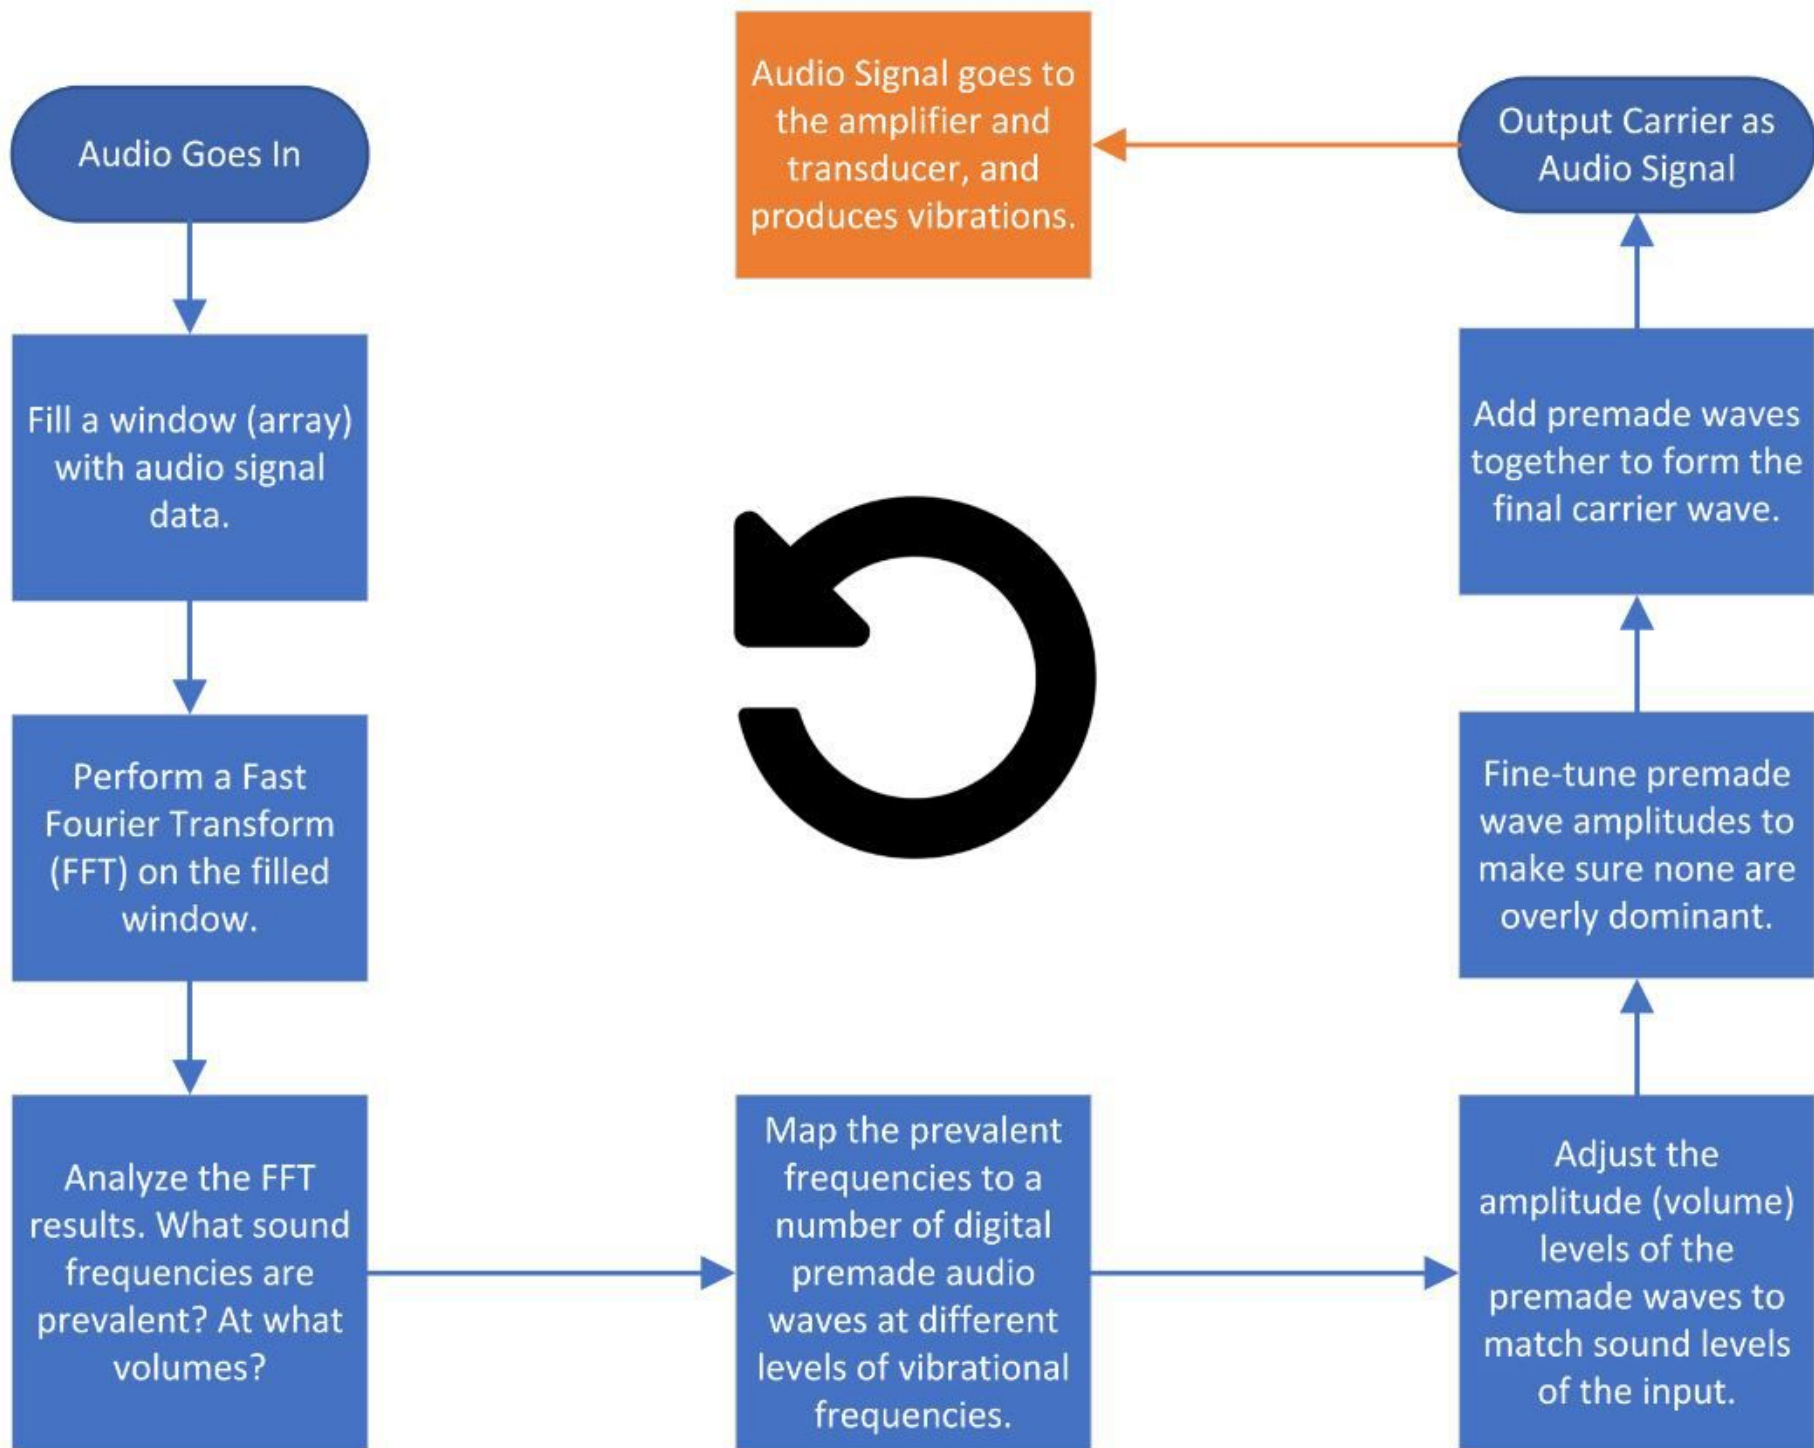 Audio Goes In
Fill a window (array)
with audio signal
data.
Perform a Fast
Fourier Transform
(FFT) on the filled
window.
Analyze the FFT
results. What sound
frequencies are
prevalent? At what
volumes?
Map the prevalent
frequencies to a
number of digital
premade audio
waves at different
levels of vibrational
frequencies.
Adjust the
amplitude (volume)
levels of the
premade waves to
match sound levels
of the input.
Fine-tune premade
wave amplitudes to
make sure none are
overly dominant.
Add premade waves
together to form the
final carrier wave.
Output Carrier as
Audio Signal
Audio Signal goes to
the amplifier and
transducer, and
produces vibrations.